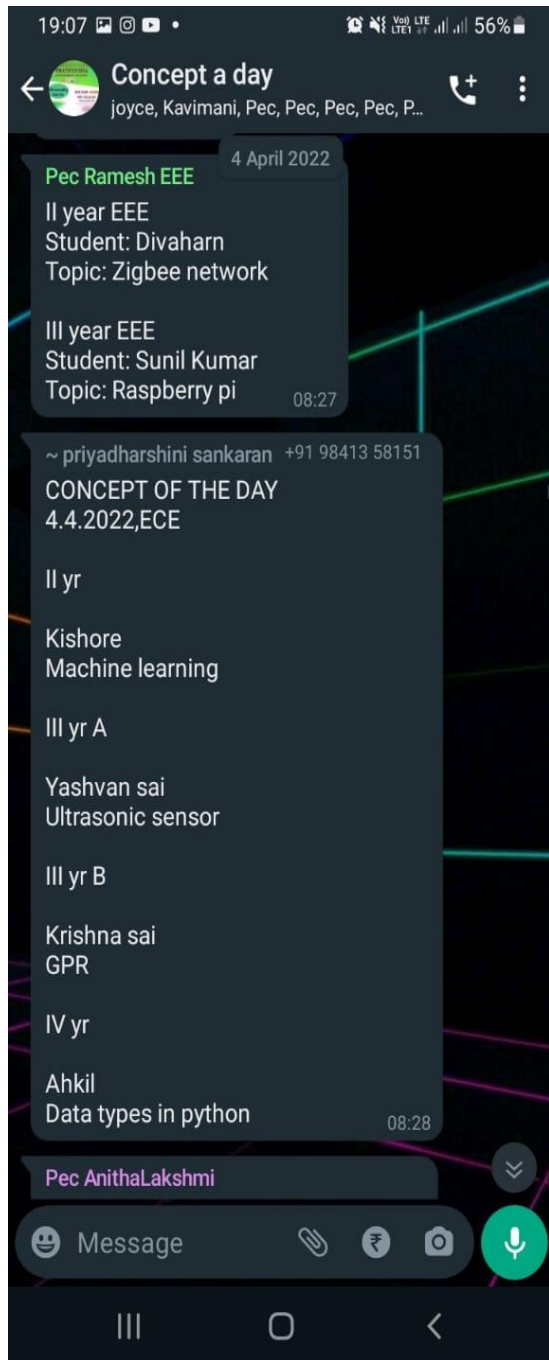 19:07
Vo)) LTE
LTE1
56%
Concept a day
joyce, Kavimani, Pec, Pec, Pec, Pec, P...
4 April 2022
Pec Ramesh EEE
II year EEE
Student: Divaharn
Topic: Zigbee network
III year EEE
Student: Sunil Kumar
Topic: Raspberry pi
08:27
~ priyadharshini sankaran +91 98413 58151
CONCEPT OF THE DAY
4.4.2022,ECE
II yr
Kishore
Machine learning
III yr A
Yashvan sai
Ultrasonic sensor
III yr B
Krishna sai
GPR
IV yr
Ahkil
Data types in python
08:28
Pec AnithaLakshmi
Message
₹